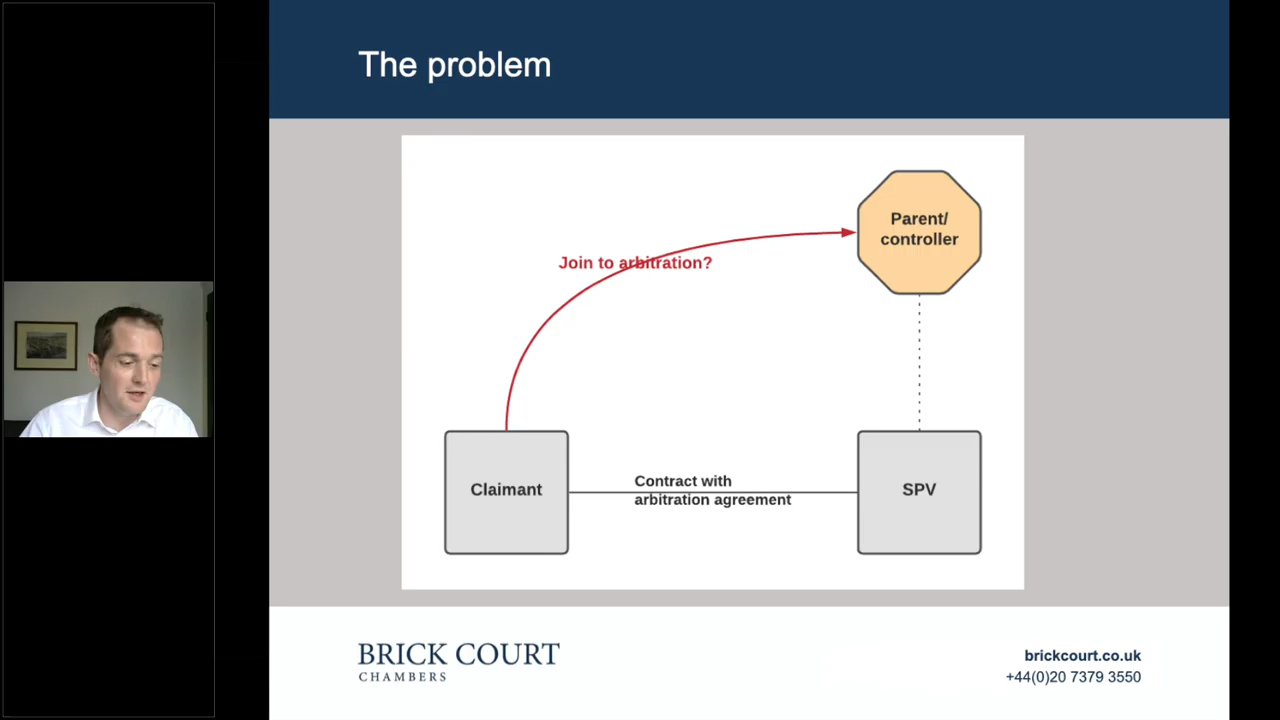 The problem
Parent/
controller
Join to arbitration?
Claimant
Contract with
arbitration agreement
SPV
BRICK COURT
CHAMBERS
brickcourt.co.uk
+44(0)20 7379 3550